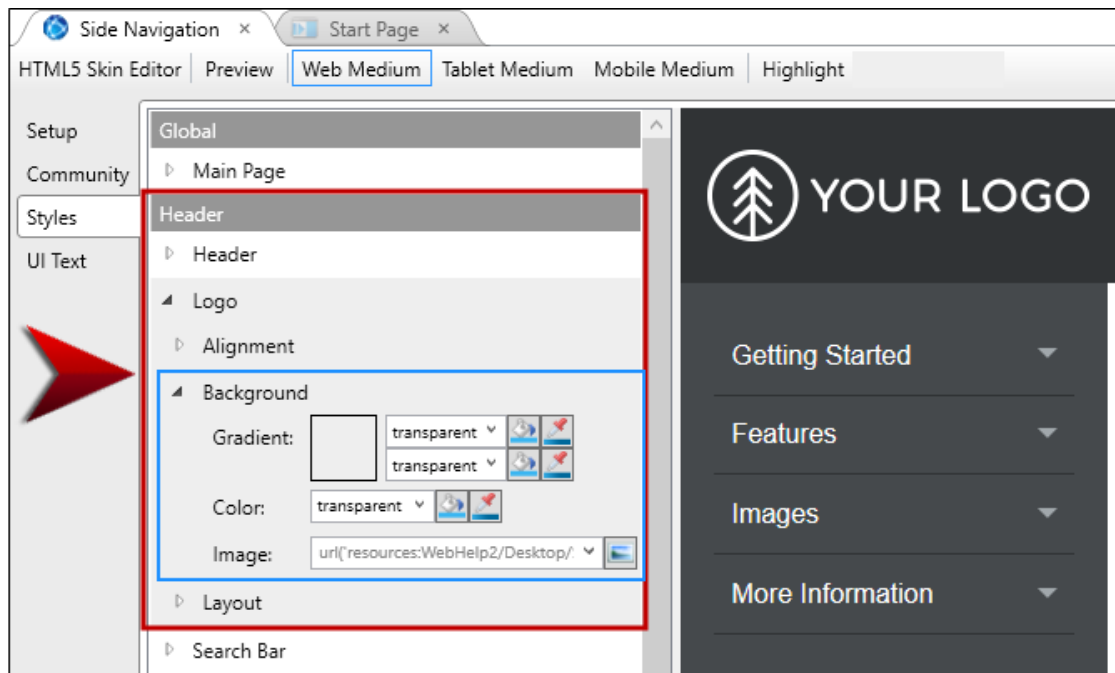 Side Navigation × Start Page ×
HTML5 Skin Editor Preview Web Medium Tablet Medium Mobile Medium Highlight
Setup
Community
Styles
UI Text
Global
Main Page
Header
Header
Logo
Alignment
Background
Gradient: transparent
transparent
Color: transparent
Image: url('resources:WebHelp2/Desktop/
Layout
Search Bar
YOUR LOGO
Getting Started
Features
Images
More Information